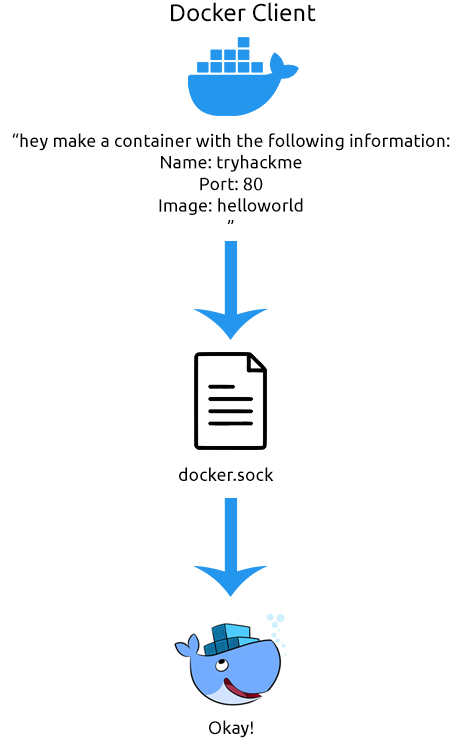 Docker Client
“hey make a container with the following information:
Name: tryhackme
Port: 80
Image: helloworld
”
docker.sock
Okay!